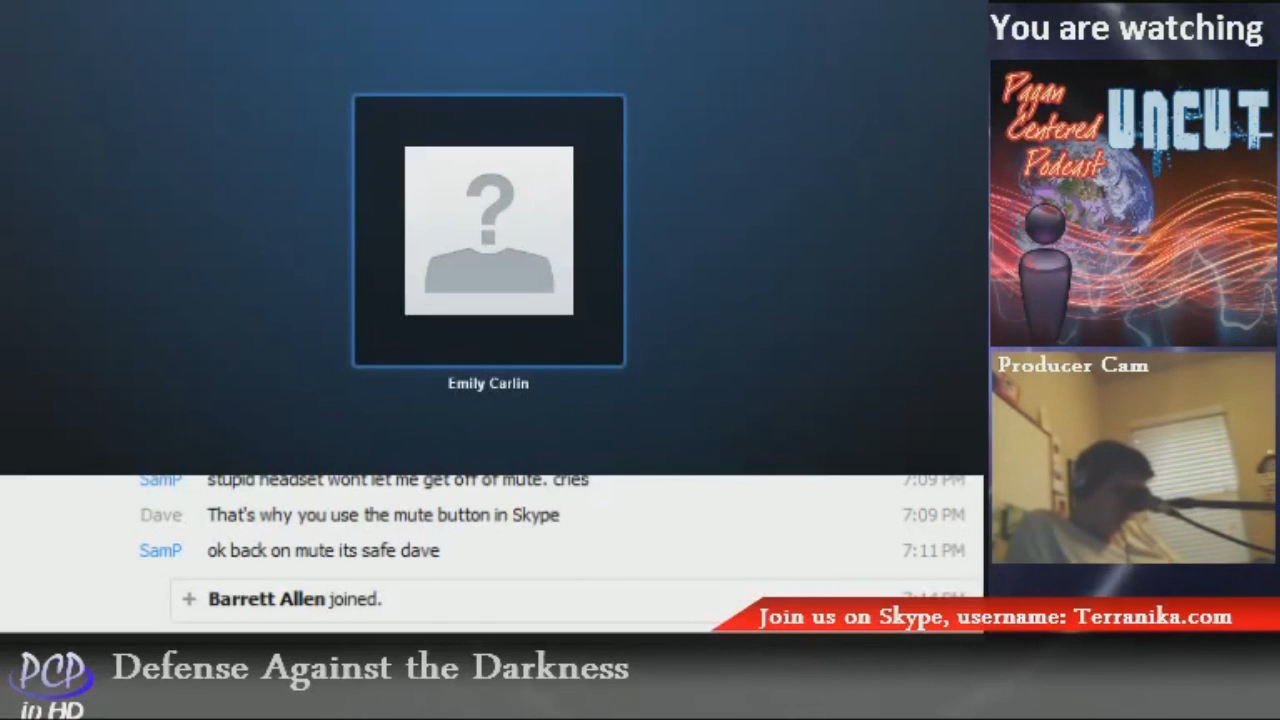 You are watching
Pagan
Centered
Podcast
UNCUT
Emily Carlin
Producer Cam
SamP stupid headset wont let me get off of mute. cries 7:09 PM
Dave That's why you use the mute button in Skype 7:09 PM
SamP ok back on mute its safe dave 7:11 PM
+ Barrett Allen joined. 7:14 PM
Join us on Skype, username: Terranika.com
PCP
in HD
Defense Against the Darkness